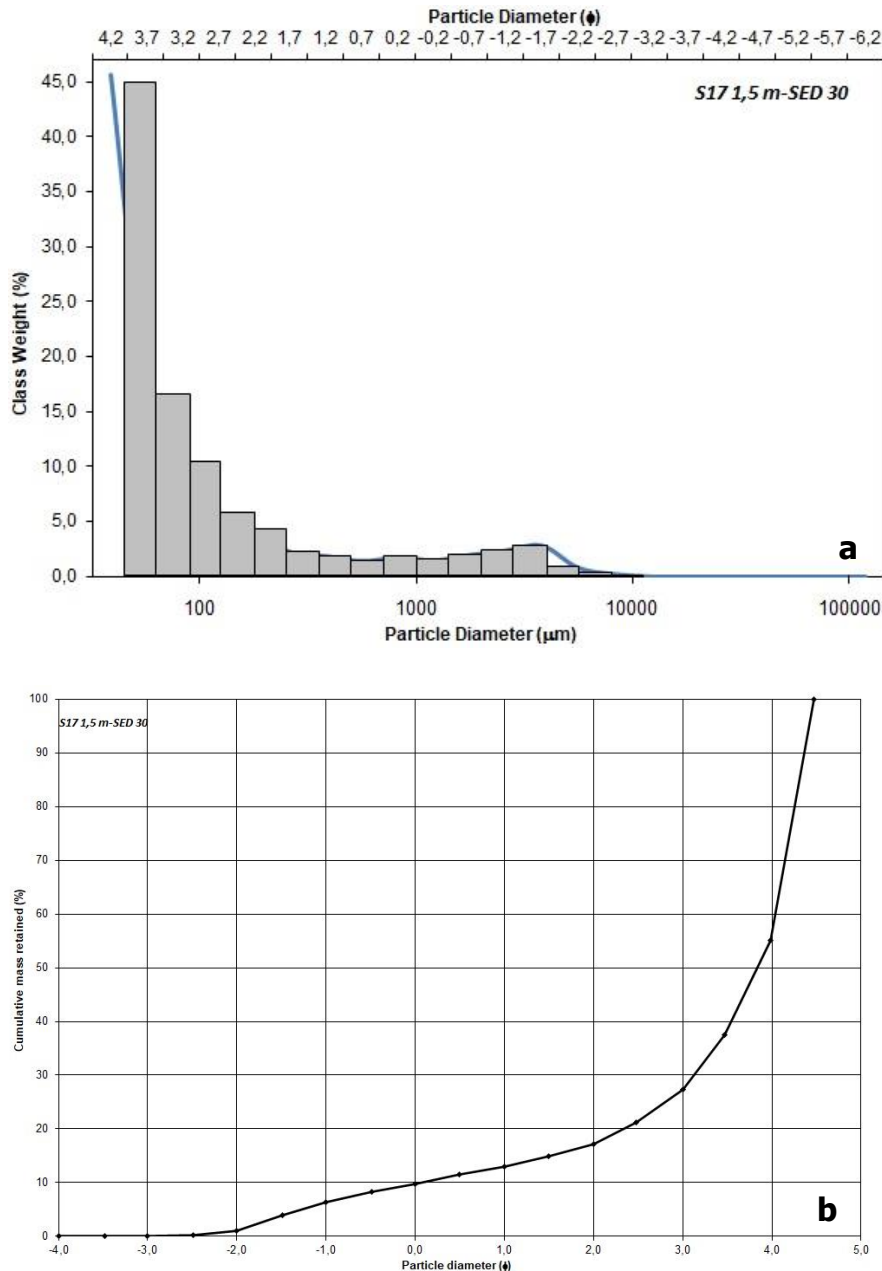 Particle Diameter (ϕ)
4,2 3,7 3,2 2,7 2,2 1,7 1,2 0,7 0,2 -0,2 -0,7 -1,2 -1,7 -2,2 -2,7 -3,2 -3,7 -4,2 -4,7 -5,2 -5,7 -6,2
S17 1,5 m-SED 30
45,0
40,0
35,0
30,0
25,0
20,0
15,0
10,0
5,0
0,0
Class Weight (%)
a
100 1000 10000 100000
Particle Diameter (μm)
S17 1,5 m-SED 30
100
90
80
70
60
50
40
30
20
10
0
Cumulative mass retained (%)
b
-4,0 -3,0 -2,0 -1,0 0,0 1,0 2,0 3,0 4,0 5,0
Particle diameter (ϕ)